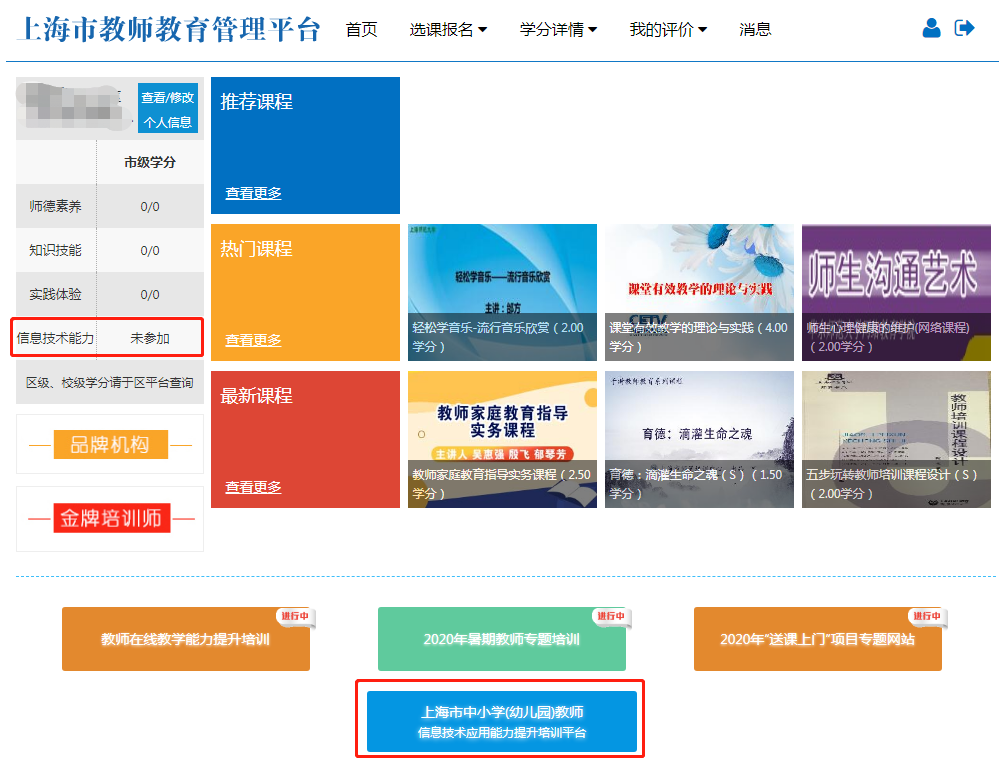 上海市教师教育管理平台
首页
选课报名
学分详情
我的评价
消息
查看/修改
个人信息
市级学分
师德素养
0/0
知识技能
0/0
实践体验
0/0
信息技术能力
未参加
区级、校级学分请于区平台查询
品牌机构
金牌培训师
推荐课程
查看更多
热门课程
查看更多
轻松学音乐——流行音乐欣赏
主讲：邰方
轻松学音乐-流行音乐欣赏（2.00
学分）
课堂有效教学的理论与实践
课堂有效教学的理论与实践（4.00
学分）
师生沟通艺术
师生心理健康的维护(网络课程)
（2.00学分）
最新课程
查看更多
教师家庭教育指导
实务课程
主讲人 吴惠强 殷飞 郁琴芳
教师家庭教育指导实务课程（2.50
学分）
育德：滴灌生命之魂
育德：滴灌生命之魂（S）（1.50
学分）
教师培训课程设计
五步玩转教师培训课程设计（S）
（2.00学分）
教师在线教学能力提升培训
进行中
2020年暑期教师专题培训
进行中
2020年"送课上门"项目专题网站
进行中
上海市中小学(幼儿园)教师
信息技术应用能力提升培训平台